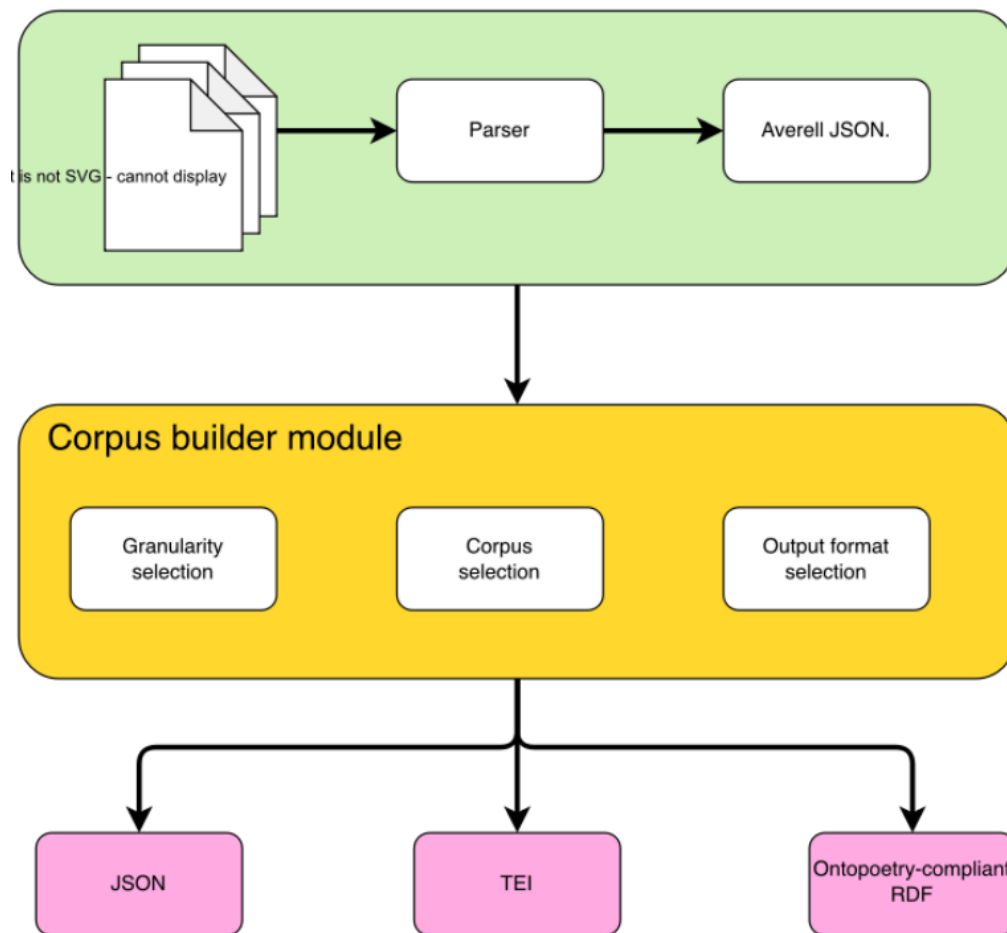 Parser
Averell JSON.
t is not SVG - cannot display
Corpus builder module
Granularity
selection
Corpus
selection
Output format
selection
JSON
TEI
Ontopoetry-compliant
RDF